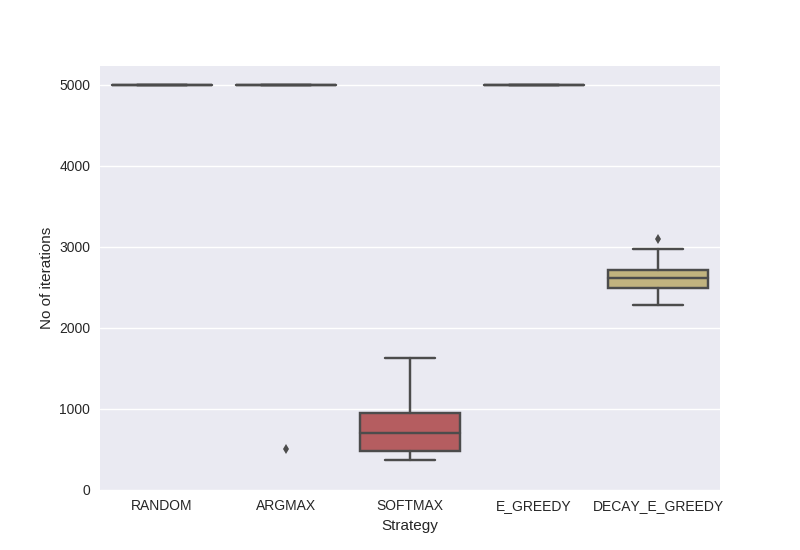 5000
4000
3000
2000
1000
0
No of iterations
RANDOM
ARGMAX
SOFTMAX
E_GREEDY
DECAY_E_GREEDY
Strategy